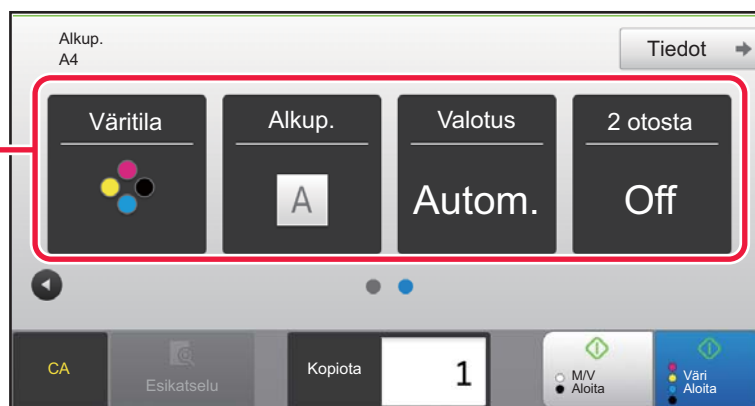 Alkup.
A4
Tiedot
Väritila
Alkup.
Valotus
2 otosta
A
Autom.
Off
CA
Esikatselu
Kopiota
1
M/V
Aloita
Väri
Aloita